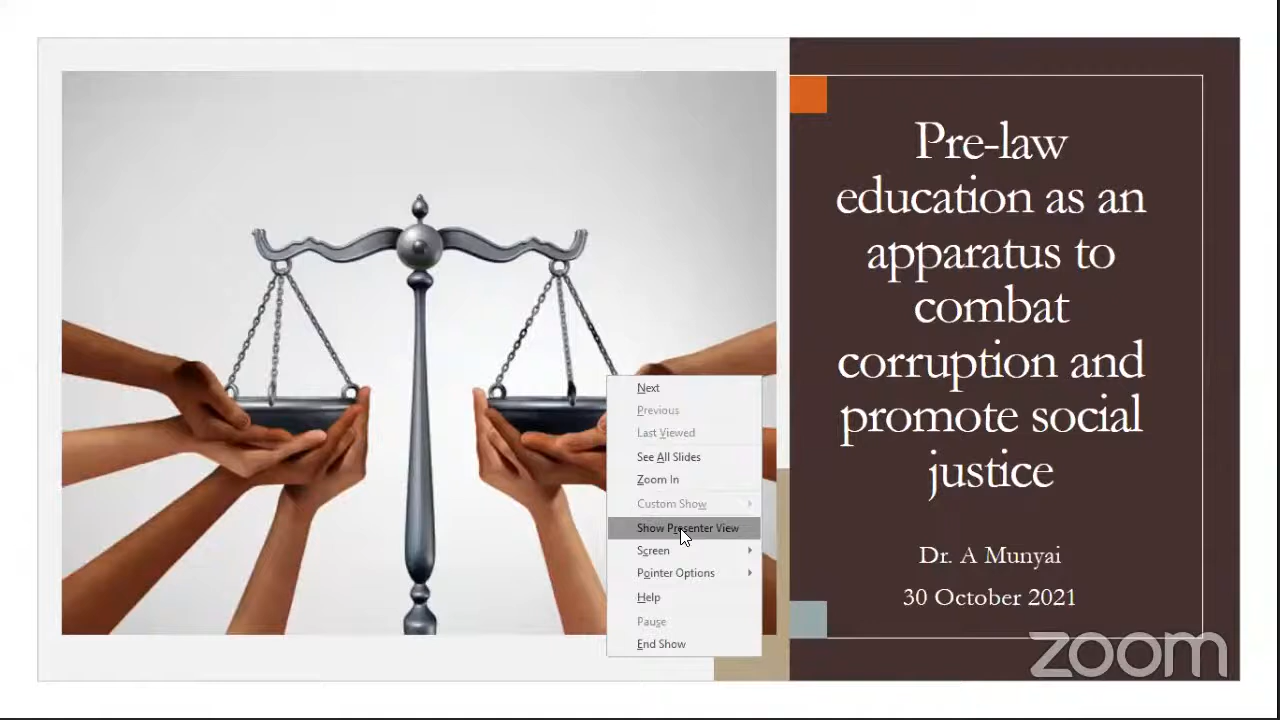 Pre-law
education as an
apparatus to
combat
corruption and
promote social
justice
Dr. A Munyai
30 October 2021
Next
Previous
Last Viewed
See All Slides
Zoom In
Custom Show
Show Presenter View
Screen
Pointer Options
Help
Pause
End Show
zoom